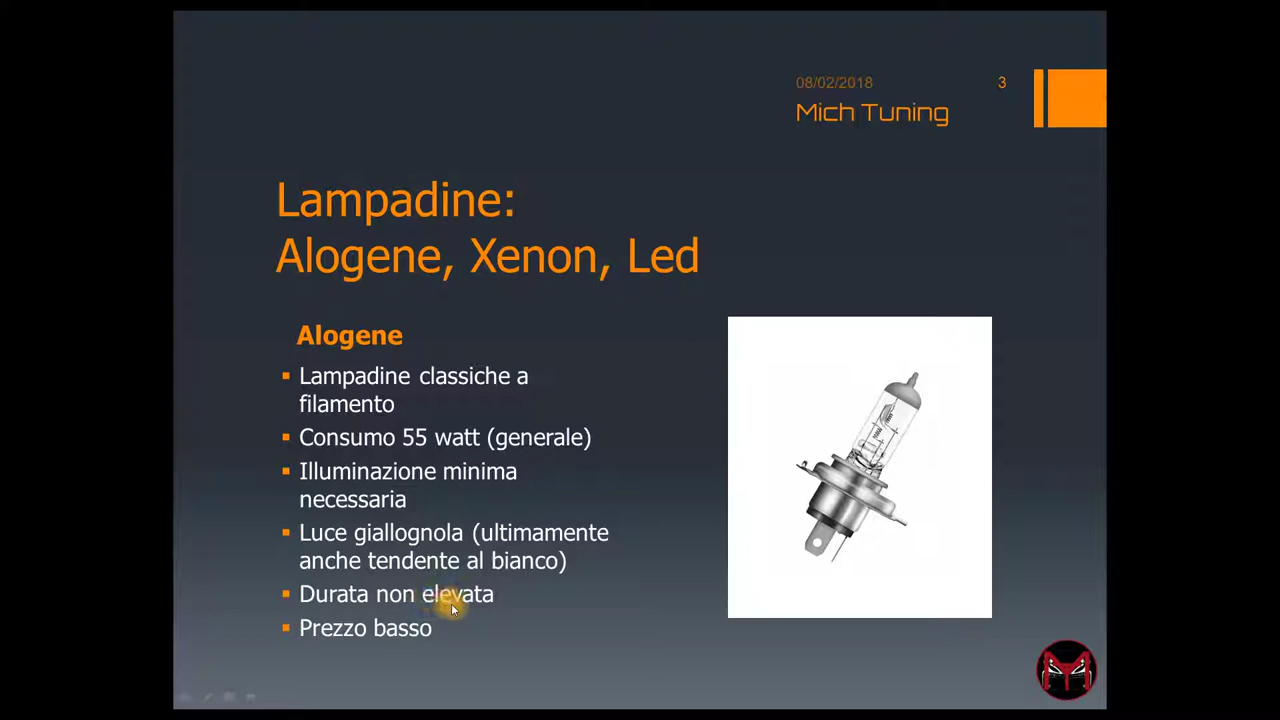 08/02/2018 3
Mich Tuning
Lampadine:
Alogene, Xenon, Led
Alogene
Lampadine classiche a
filamento
Consumo 55 watt (generale)
Illuminazione minima
necessaria
Luce giallognola (ultimamente
anche tendente al bianco)
Durata non elevata
Prezzo basso